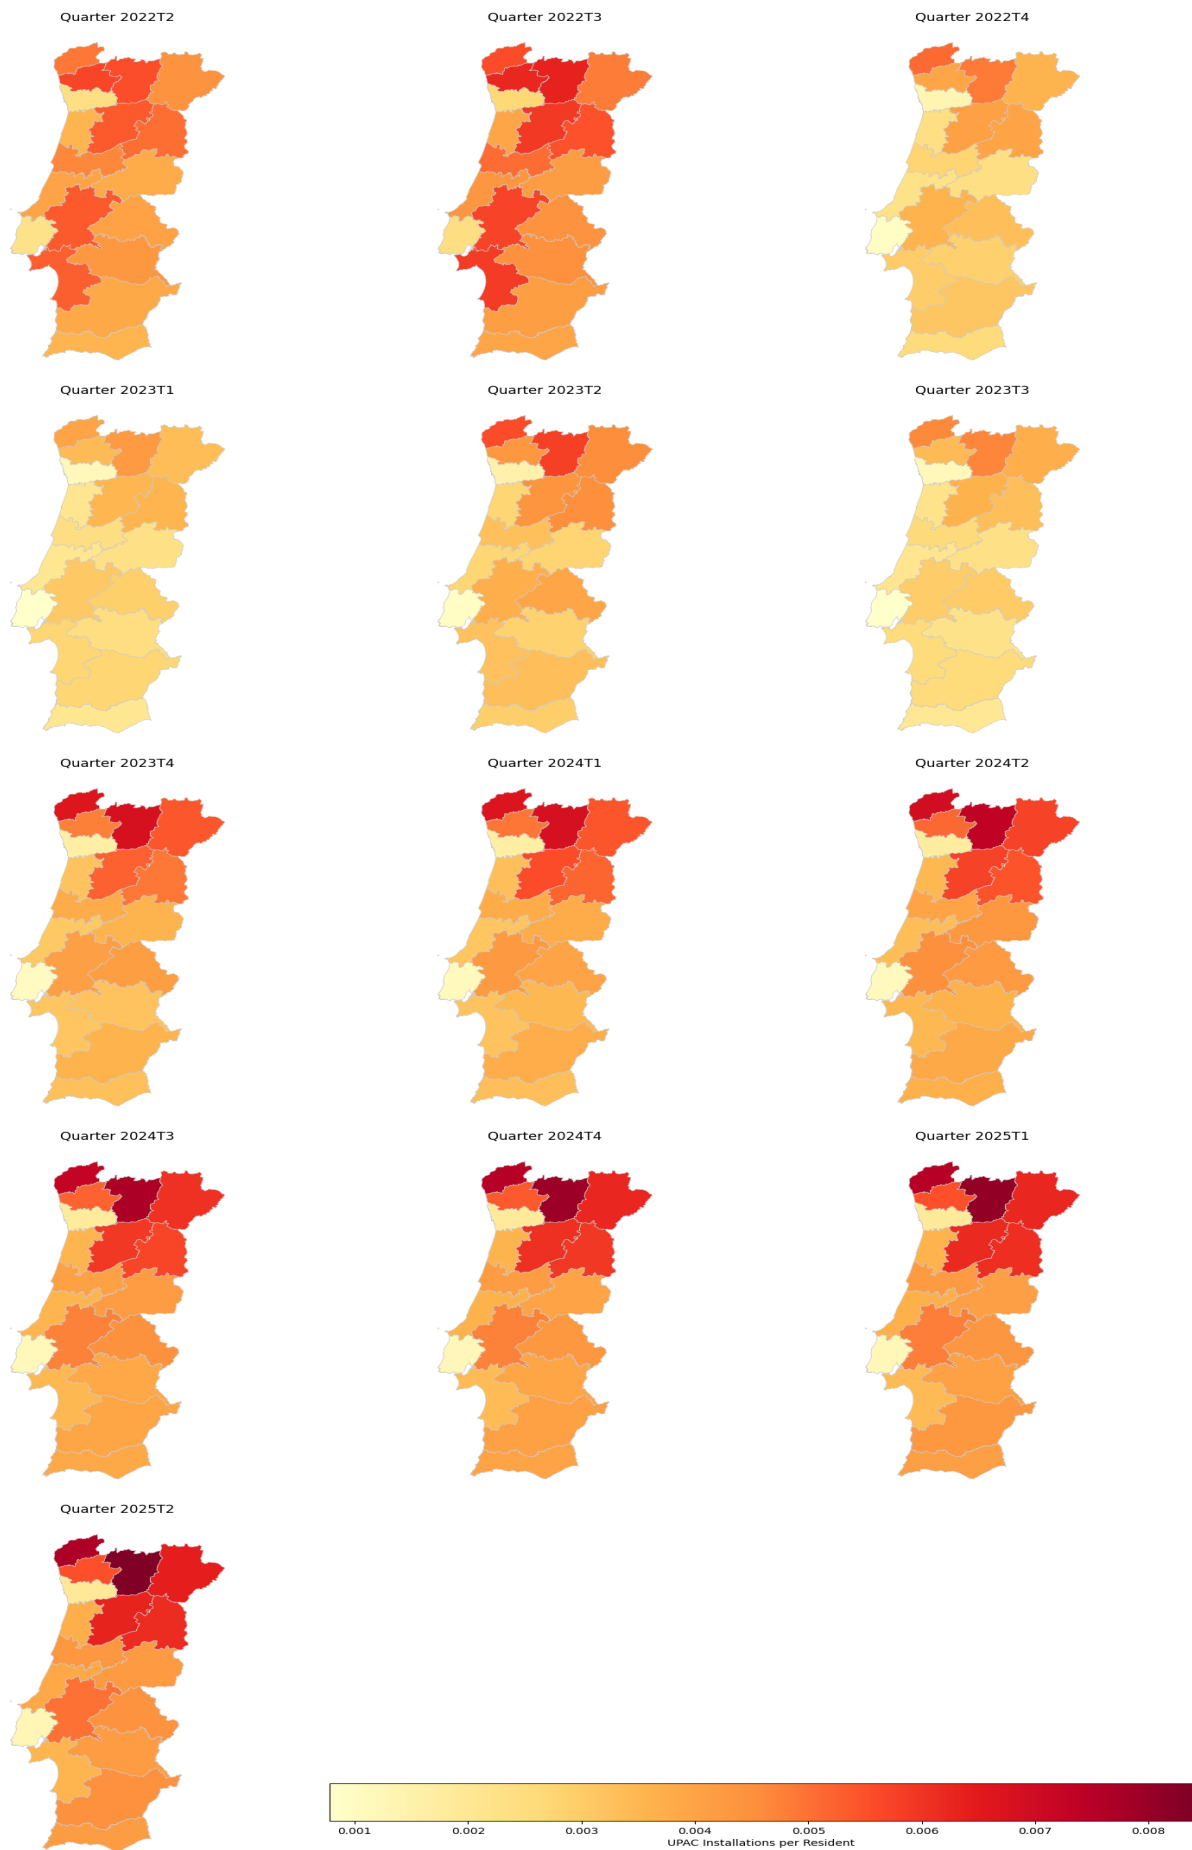 Quarter 2022T2
Quarter 2022T3
Quarter 2022T4
Quarter 2023T1
Quarter 2023T2
Quarter 2023T3
Quarter 2023T4
Quarter 2024T1
Quarter 2024T2
Quarter 2024T3
Quarter 2024T4
Quarter 2025T1
Quarter 2025T2
0.001 0.002 0.003 0.004 0.005 0.006 0.007 0.008
UPAC Installations per Resident